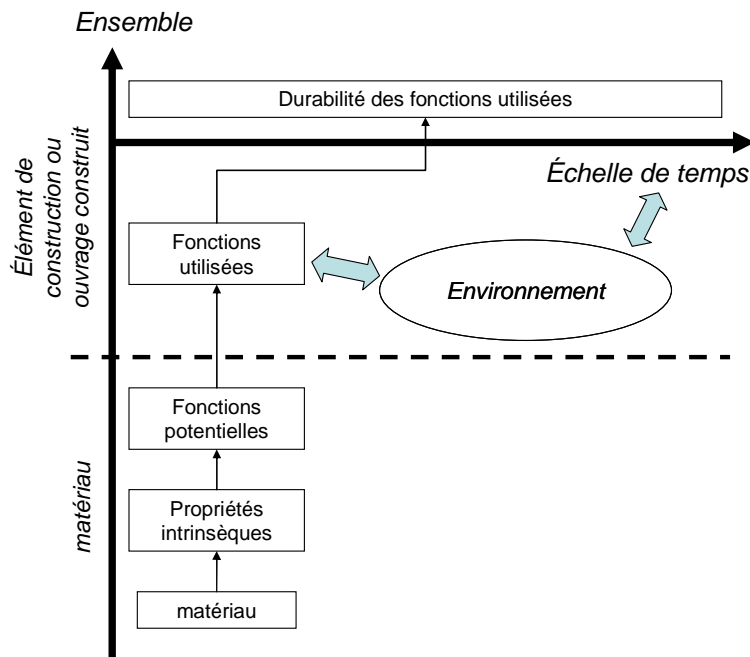 Ensemble
Durabilité des fonctions utilisées
Échelle de temps
Élément de
construction ou
ouvrage construit
Fonctions
utilisées
Environnement
Fonctions
potentielles
matériau
Propriétés
intrinsèques
matériau